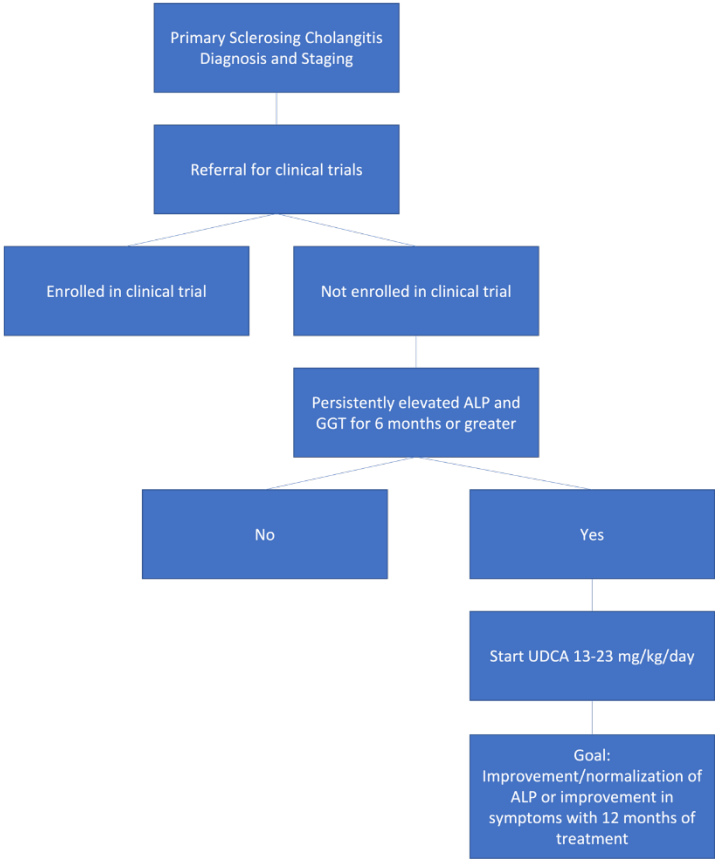 Primary Sclerosing Cholangitis
Diagnosis and Staging
Referral for clinical trials
Enrolled in clinical trial
Not enrolled in clinical trial
Persistently elevated ALP and
GGT for 6 months or greater
No
Yes
Start UDCA 13-23 mg/kg/day
Goal:
Improvement/normalization of
ALP or improvement in
symptoms with 12 months of
treatment